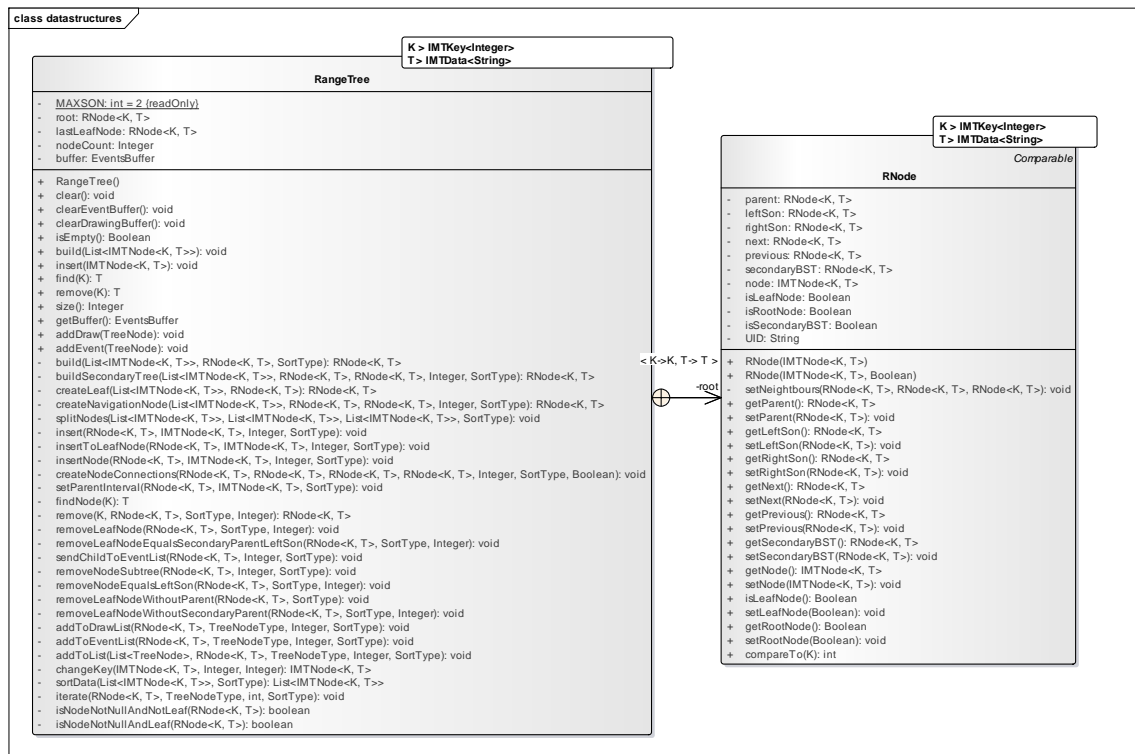 class datastructures
K > IMTKey<Integer>
T > IMTData<String>
RangeTree
- MAXSON: int = 2 {readOnly}
- root: RNode<K, T>
- lastLeafNode: RNode<K, T>
- nodeCount: Integer
- buffer: EventsBuffer
+ RangeTree()
+ clear(): void
+ clearEventBuffer(): void
+ clearDrawingBuffer(): void
+ isEmpty(): Boolean
+ build(List<IMTNode<K, T>>): void
+ insert(IMTNode<K, T>): void
+ find(K): T
+ remove(K): T
+ size(): Integer
+ getBuffer(): EventsBuffer
+ addDraw(TreeNode): void
+ addEvent(TreeNode): void
- build(List<IMTNode<K, T>>, RNode<K, T>, SortType): RNode<K, T>
- buildSecondaryTree(List<IMTNode<K, T>>, RNode<K, T>, RNode<K, T>, Integer, SortType): RNode<K, T>
- createLeaf(List<IMTNode<K, T>>, RNode<K, T>): RNode<K, T>
- createNavigationNode(List<IMTNode<K, T>>, RNode<K, T>, RNode<K, T>, Integer, SortType): RNode<K, T>
- splitNodes(List<IMTNode<K, T>>, List<IMTNode<K, T>>, List<IMTNode<K, T>>, SortType): void
- insert(RNode<K, T>, IMTNode<K, T>, Integer, SortType): void
- insertToLeafNode(RNode<K, T>, IMTNode<K, T>, Integer, SortType): void
- insertNode(RNode<K, T>, IMTNode<K, T>, Integer, SortType): void
- createNodeConnections(RNode<K, T>, RNode<K, T>, RNode<K, T>, RNode<K, T>, Integer, SortType, Boolean): void
- setParentInterval(RNode<K, T>, IMTNode<K, T>, SortType): void
- findNode(K): T
- remove(K, RNode<K, T>, SortType, Integer): RNode<K, T>
- removeLeafNode(RNode<K, T>, SortType, Integer): void
- removeLeafNodeEqualsSecondaryParentLeftSon(RNode<K, T>, SortType, Integer): void
- sendChildToEventList(RNode<K, T>, Integer, SortType): void
- removeNodeSubtree(RNode<K, T>, Integer, SortType): void
- removeNodeEqualsLeftSon(RNode<K, T>, SortType, Integer): void
- removeLeafNodeWithoutParent(RNode<K, T>, SortType): void
- removeLeafNodeWithoutSecondaryParent(RNode<K, T>, SortType, Integer): void
- addToDrawList(RNode<K, T>, TreeNodeType, Integer, SortType): void
- addToEventList(RNode<K, T>, TreeNodeType, Integer, SortType): void
- addToList(List<TreeNode>, RNode<K, T>, TreeNodeType, Integer, SortType): void
- changeKey(IMTNode<K, T>, Integer, Integer): IMTNode<K, T>
- sortData(List<IMTNode<K, T>>, SortType): List<IMTNode<K, T>>
- iterate(RNode<K, T>, TreeNodeType, int, SortType): void
- isNodeNotNullAndNotLeaf(RNode<K, T>): boolean
- isNodeNotNullAndLeaf(RNode<K, T>): boolean
< K->K, T-> T >
-root
K > IMTKey<Integer>
T > IMTData<String>
Comparable
RNode
- parent: RNode<K, T>
- leftSon: RNode<K, T>
- rightSon: RNode<K, T>
- next: RNode<K, T>
- previous: RNode<K, T>
- secondaryBST: RNode<K, T>
- node: IMTNode<K, T>
- isLeafNode: Boolean
- isRootNode: Boolean
- isSecondaryBST: Boolean
- UID: String
+ RNode(IMTNode<K, T>)
+ RNode(IMTNode<K, T>, Boolean)
- setNeightbours(RNode<K, T>, RNode<K, T>, RNode<K, T>): void
+ getParent(): RNode<K, T>
+ setParent(RNode<K, T>): void
+ getLeftSon(): RNode<K, T>
+ setLeftSon(RNode<K, T>): void
+ getRightSon(): RNode<K, T>
+ setRightSon(RNode<K, T>): void
+ getNext(): RNode<K, T>
+ setNext(RNode<K, T>): void
+ getPrevious(): RNode<K, T>
+ setPrevious(RNode<K, T>): void
+ getSecondaryBST(): RNode<K, T>
+ setSecondaryBST(RNode<K, T>): void
+ getNode(): IMTNode<K, T>
+ setNode(IMTNode<K, T>): void
+ isLeafNode(): Boolean
+ setLeafNode(Boolean): void
+ getRootNode(): Boolean
+ setRootNode(Boolean): void
+ compareTo(K): int